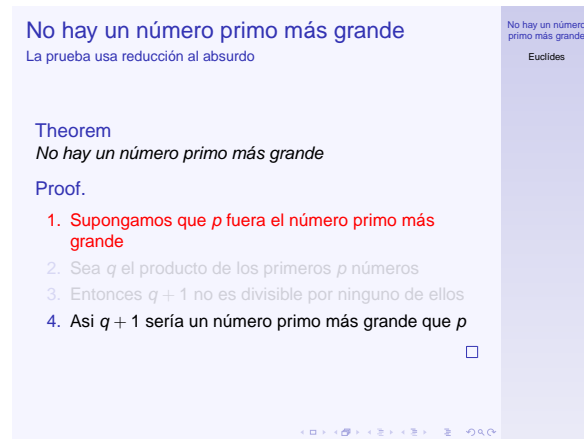 No hay un número primo más grande
La prueba usa reducción al absurdo
Theorem
No hay un número primo más grande
Proof.
1. Supongamos que p fuera el número primo más
grande
2. Sea q el producto de los primeros p números
3. Entonces q + 1 no es divisible por ninguno de ellos
4. Asi q + 1 sería un número primo más grande que p
No hay un número
primo más grande
Euclídes